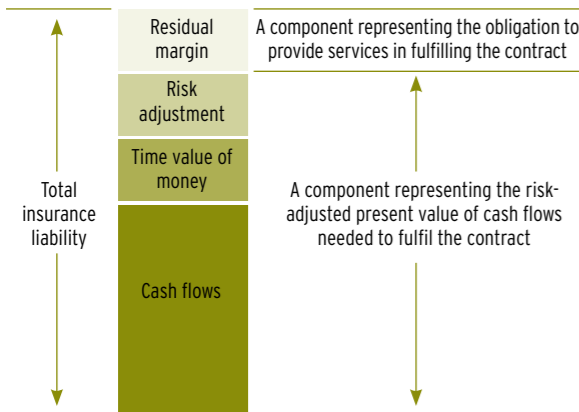 Residual
margin
A component representing the obligation to
provide services in fulfilling the contract
Risk
adjustment
Time value of
money
Total
insurance
liability
A component representing the risk-
adjusted present value of cash flows
needed to fulfil the contract
Cash flows